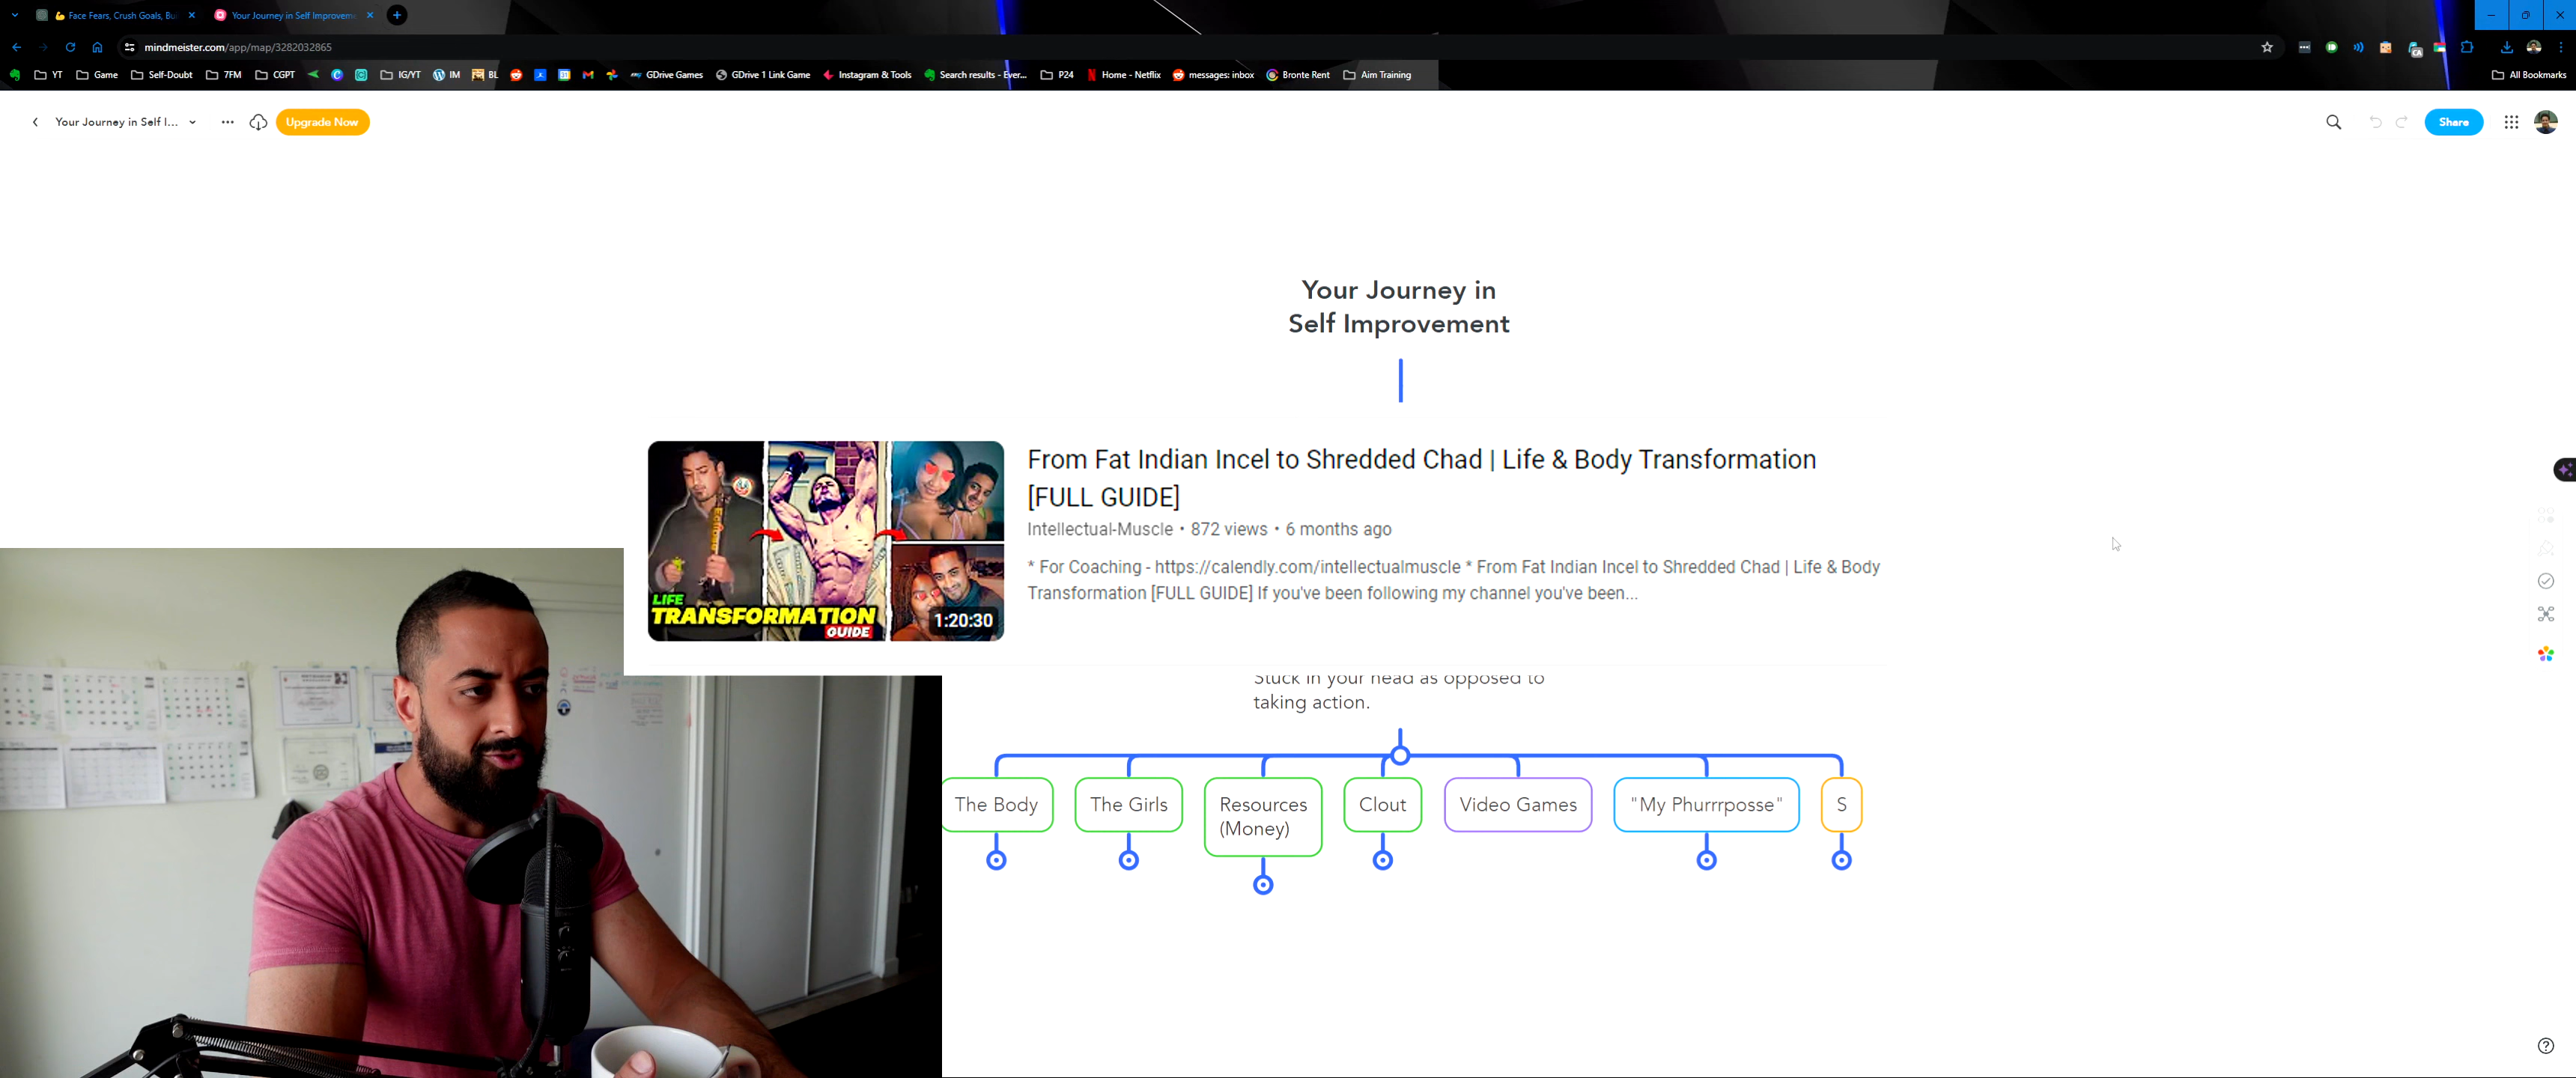 💪 Face Fears, Crush Goals, Bu
Your Journey in Self Improveme
mindmeister.com/app/map/3282032865
YT
Game
Self-Doubt
7FM
CGPT
IG/YT
IM
BL
GDrive Games
GDrive 1 Link Game
Instagram & Tools
Search results - Ever...
P24
Home - Netflix
messages: inbox
Bronte Rent
Aim Training
All Bookmarks
Your Journey in Self I...
Upgrade Now
Share
Your Journey in
Self Improvement
From Fat Indian Incel to Shredded Chad | Life & Body Transformation
[FULL GUIDE]
Intellectual-Muscle • 872 views • 6 months ago
* For Coaching - https://calendly.com/intellectualmuscle * From Fat Indian Incel to Shredded Chad | Life & Body
Transformation [FULL GUIDE] If you've been following my channel you've been...
LIFE
TRANSFORMATION
GUIDE
1:20:30
Stuck in your head as opposed to
taking action.
The Body
The Girls
Resources
(Money)
Clout
Video Games
"My Phurrrposse"
S